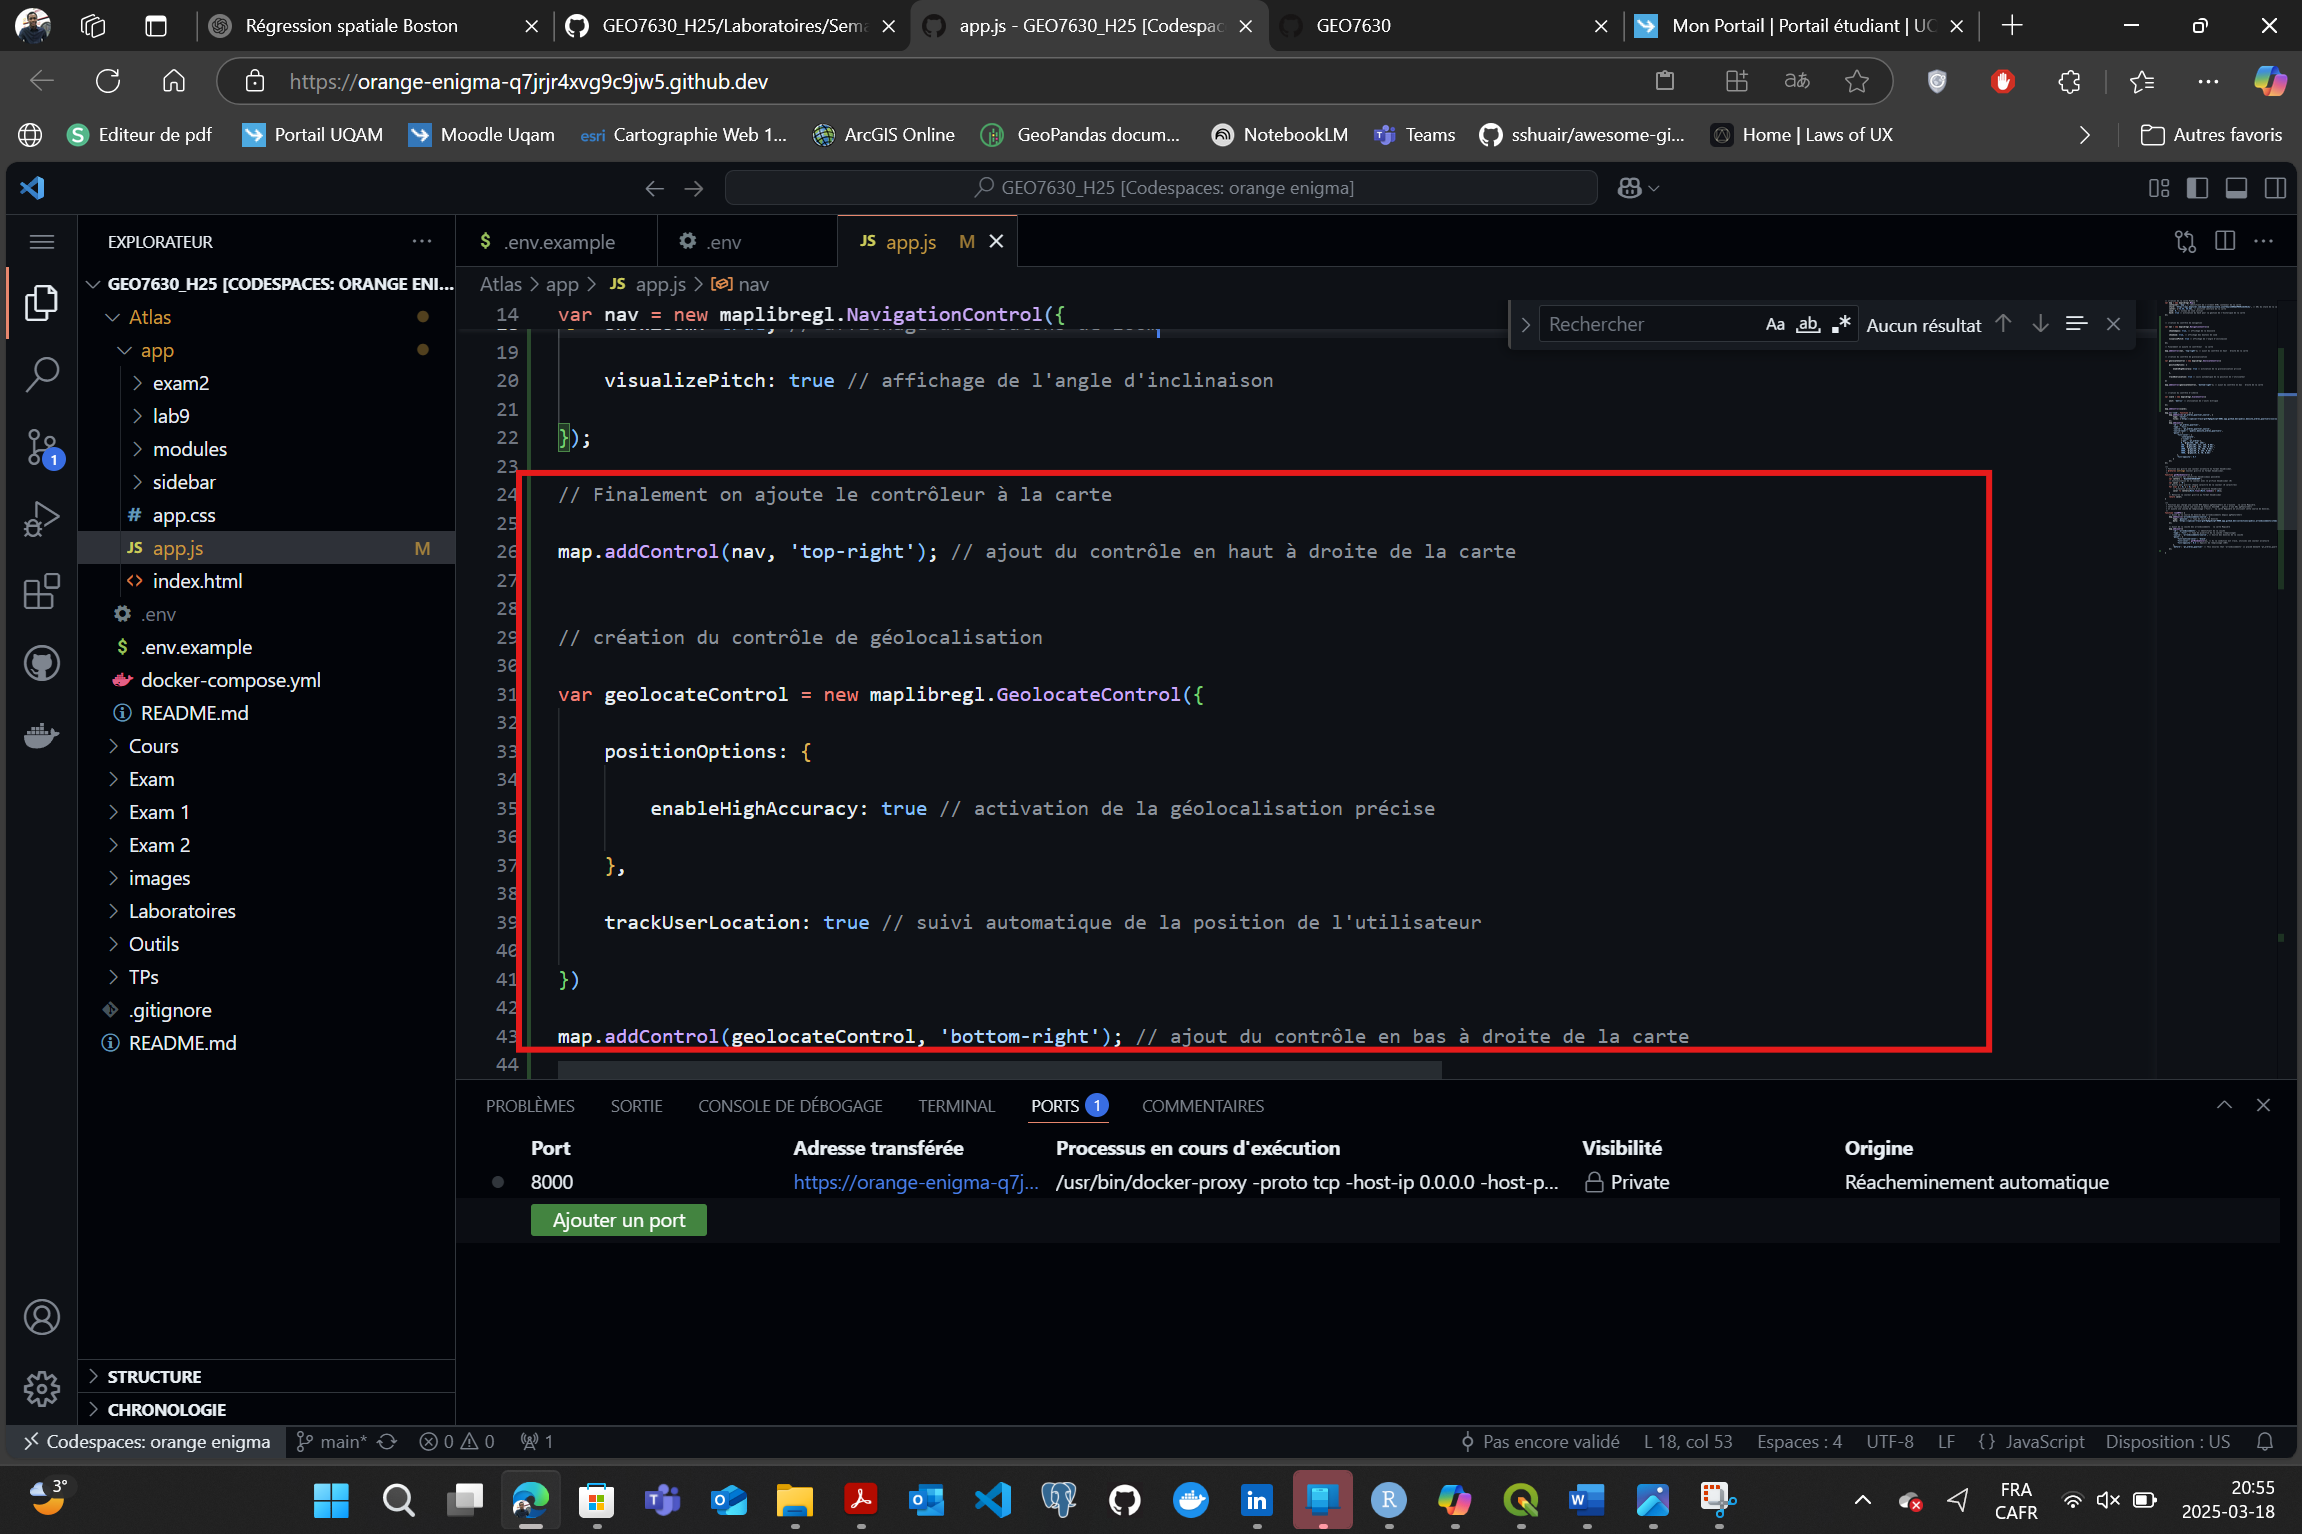 Régression spatiale Boston
GEO7630_H25/Laboratoires/Sema
app.js - GEO7630_H25 [Codespac
GEO7630
Mon Portail | Portail étudiant | UC
https://orange-enigma-q7jrjr4xvg9c9jw5.github.dev
Editeur de pdf
Portail UQAM
Moodle Uqam
esri Cartographie Web 1...
ArcGIS Online
GeoPandas docum...
NotebookLM
Teams
sshuair/awesome-gi...
Home | Laws of UX
Autres favoris
GEO7630_H25 [Codespaces: orange enigma]
EXPLORATEUR
$ .env.example
.env
JS app.js M
GEO7630_H25 [CODESPACES: ORANGE ENI...
Atlas
app
exam2
lab9
modules
sidebar
# app.css
JS app.js M
<> index.html
.env
$ .env.example
docker-compose.yml
README.md
Cours
Exam
Exam 1
Exam 2
images
Laboratoires
Outils
TPs
.gitignore
README.md
STRUCTURE
CHRONOLOGIE
Atlas > app > JS app.js > nav
Rechercher
Aa ab .*
Aucun résultat
14 var nav = new maplibregl.NavigationControl({
19
20 visualizePitch: true // affichage de l'angle d'inclinaison
21
22 });
23
24 // Finalement on ajoute le contrôleur à la carte
25
26 map.addControl(nav, 'top-right'); // ajout du contrôle en haut à droite de la carte
27
28
29 // création du contrôle de géolocalisation
30
31 var geolocateControl = new maplibregl.GeolocateControl({
32
33 positionOptions: {
34
35 enableHighAccuracy: true // activation de la géolocalisation précise
36
37 },
38
39 trackUserLocation: true // suivi automatique de la position de l'utilisateur
40
41 })
42
43 map.addControl(geolocateControl, 'bottom-right'); // ajout du contrôle en bas à droite de la carte
44
PROBLÈMES SORTIE CONSOLE DE DÉBOGAGE TERMINAL PORTS 1 COMMENTAIRES
Port Adresse transférée Processus en cours d'exécution Visibilité Origine
8000 https://orange-enigma-q7j... /usr/bin/docker-proxy -proto tcp -host-ip 0.0.0.0 -host-p... Private Réacheminement automatique
Ajouter un port
1
Codespaces: orange enigma main* 0 0 1 Pas encore validé L 18, col 53 Espaces : 4 UTF-8 LF {} JavaScript Disposition : US
3°
FRA
CAFR
20:55
2025-03-18